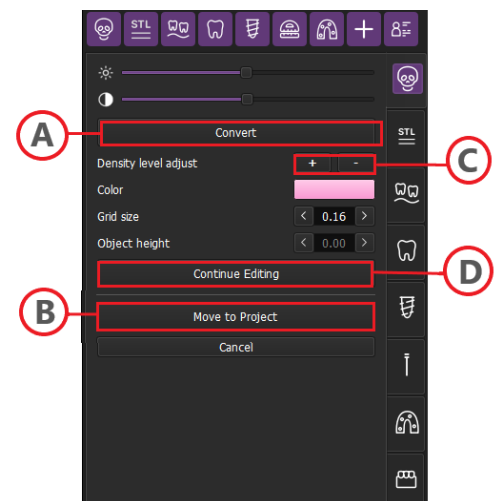 STL
A
Convert
STL
Density level adjust + -
C
Color
Grid size < 0.16 >
Object height < 0.00 >
D
Continue Editing
B
Move to Project
Cancel